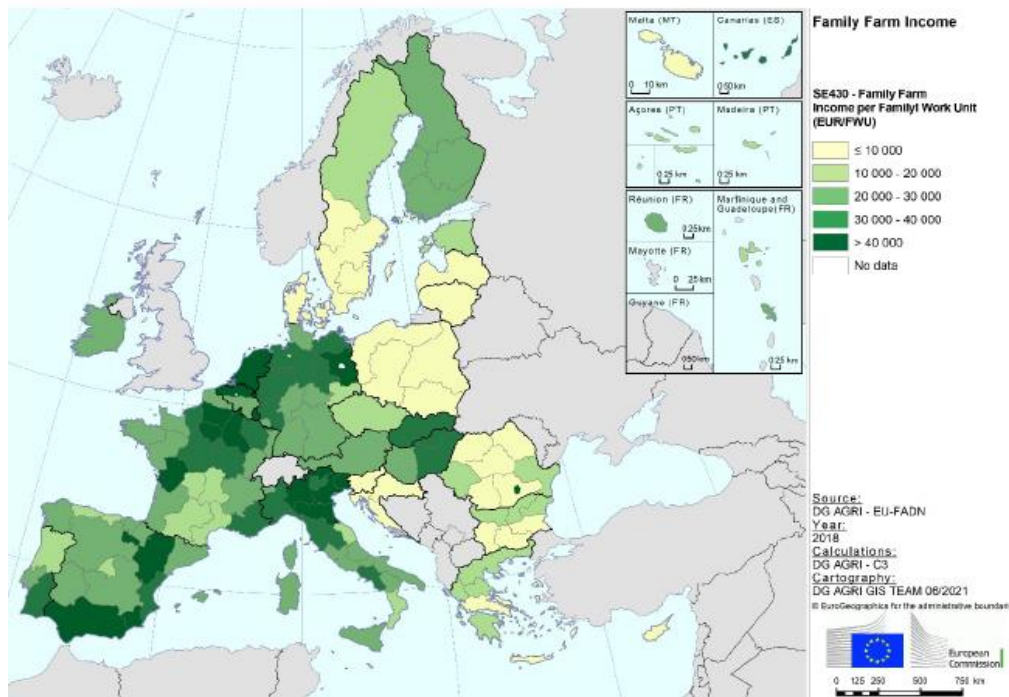 Family Farm Income
SE430 - Family Farm
Income per Familyl Work Unit
(EUR/FWU)
≤ 10 000
10 000 - 20 000
20 000 - 30 000
30 000 - 40 000
> 40 000
No data
Malta (MT)
0 10 km
Canarias (ES)
0 50 km
Açores (PT)
0 25 km
0 25 km
Madeira (PT)
0 25 km
Réunion (FR)
0 25 km
Mayotte (FR)
0 25 km
Guyane (FR)
0 50 km
Martinique and
Guadeloupe(FR)
0 25 km
Source:
DG AGRI - EU-FADN
Year:
2018
Calculations:
DG AGRI - C3
Cartography:
DG AGRI GIS TEAM 06/2021
© EuroGeographics for the administrative boundari
European
Commission
0 125 250 500 750 km